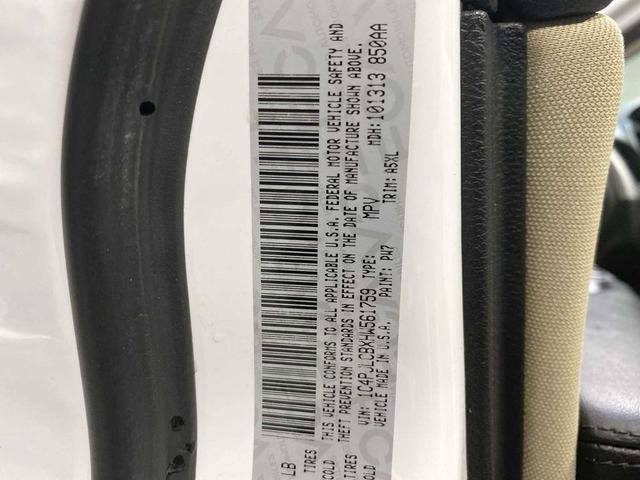 LB
TIRES
COLD
THIS VEHICLE CONFORMS TO ALL APPLICABLE U.S.A. FEDERAL MOTOR VEHICLE SAFETY AND
THEFT PREVENTION STANDARDS IN EFFECT ON THE DATE OF MANUFACTURE SHOWN ABOVE.
TIRES
COLD
VIN: 1C4PJLCBXHW561759 TYPE: MPV MDH: 101313 850AA
VEHICLE MADE IN U.S.A. PAINT: PW7 TRIM: A5XL